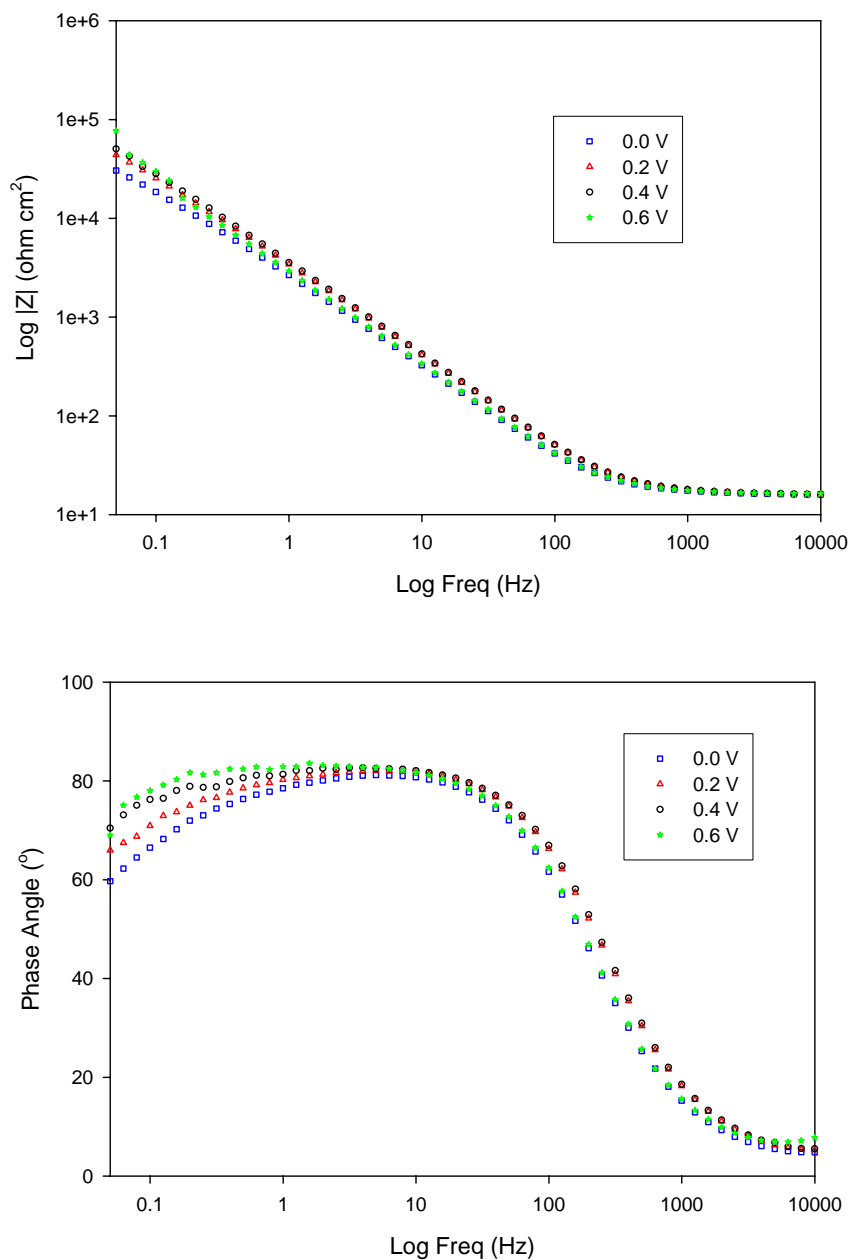 1e+6
1e+5
1e+4
1e+3
1e+2
1e+1
Log |Z| (ohm cm²)
0.0 V
0.2 V
0.4 V
0.6 V
0.1 1 10 100 1000 10000
Log Freq (Hz)
100
80
60
40
20
0
Phase Angle (°)
0.0 V
0.2 V
0.4 V
0.6 V
0.1 1 10 100 1000 10000
Log Freq (Hz)